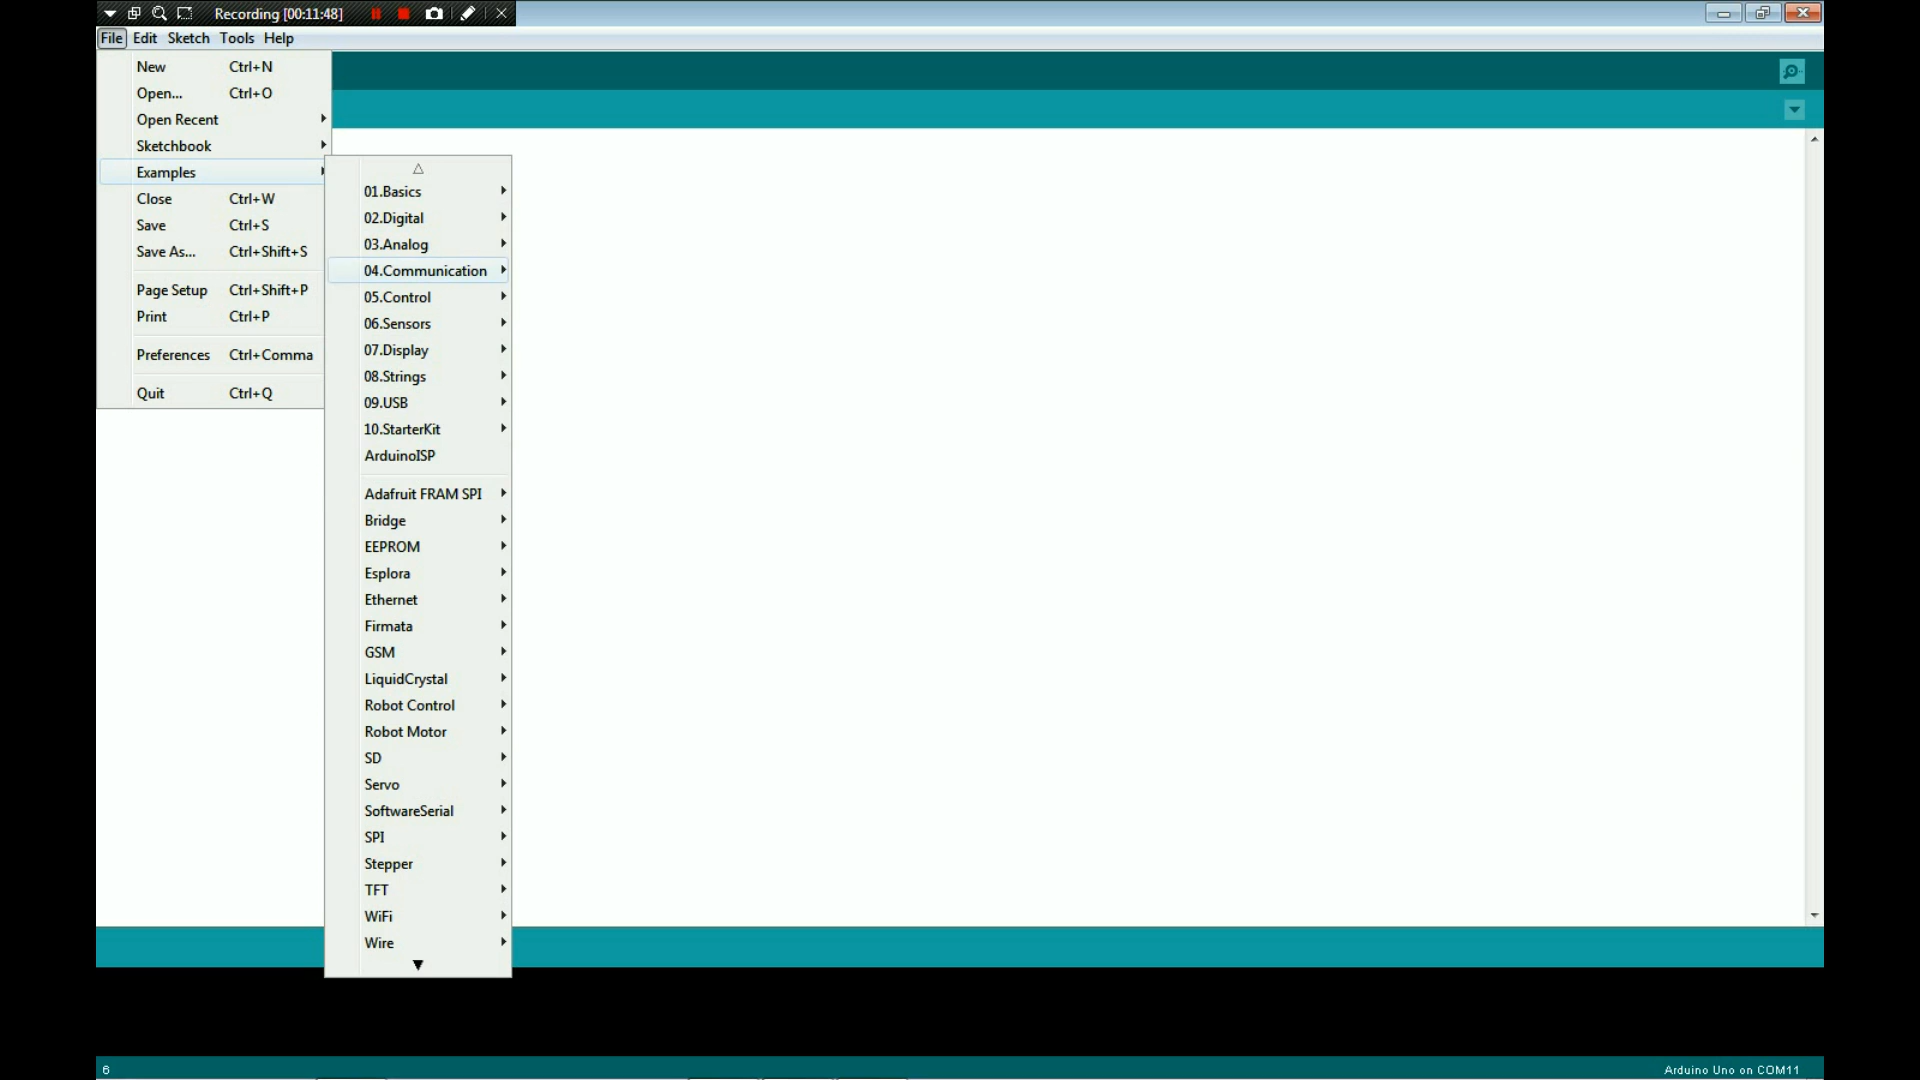 Recording [00:11:48]
File Edit Sketch Tools Help
New Ctrl+N
Open... Ctrl+O
Open Recent
Sketchbook
Examples
Close Ctrl+W
Save Ctrl+S
Save As... Ctrl+Shift+S
Page Setup Ctrl+Shift+P
Print Ctrl+P
Preferences Ctrl+Comma
Quit Ctrl+Q
01.Basics
02.Digital
03.Analog
04.Communication
05.Control
06.Sensors
07.Display
08.Strings
09.USB
10.StarterKit
ArduinoISP
Adafruit FRAM SPI
Bridge
EEPROM
Esplora
Ethernet
Firmata
GSM
LiquidCrystal
Robot Control
Robot Motor
SD
Servo
SoftwareSerial
SPI
Stepper
TFT
WiFi
Wire
6
Arduino Uno on COM11